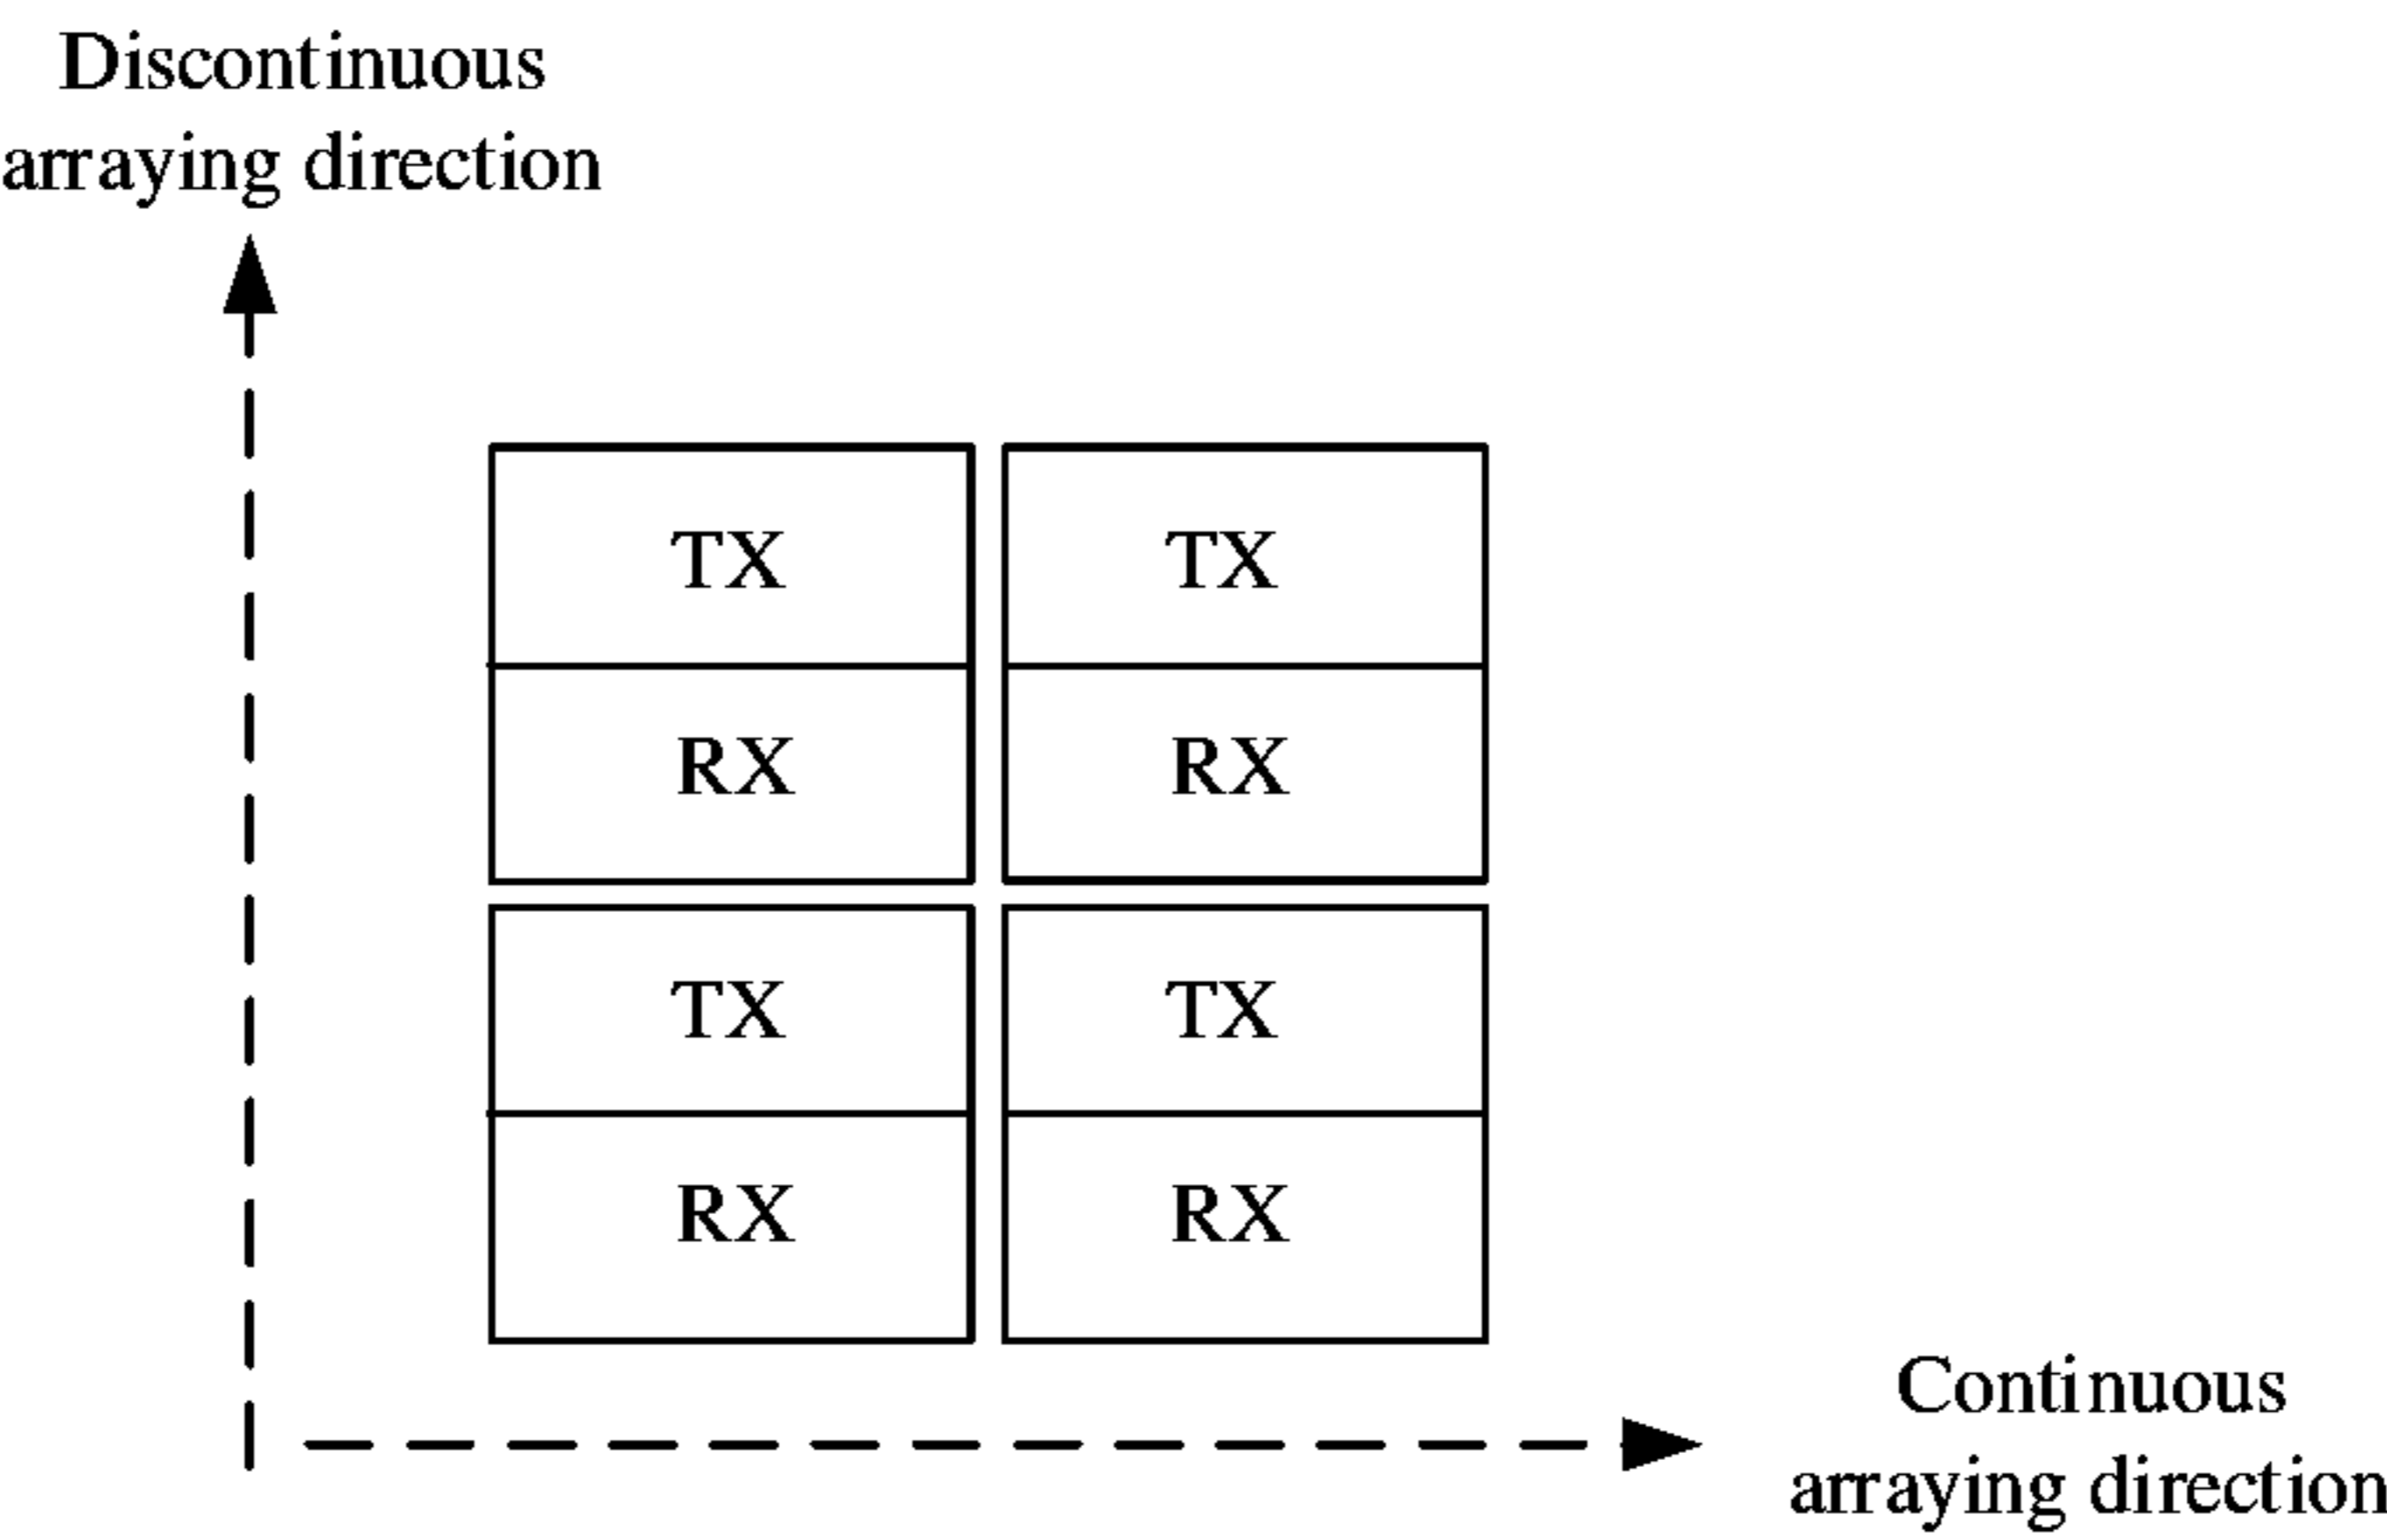 Discontinuous
arraying direction
TX TX
RX RX
TX TX
RX RX
Continuous
arraying direction